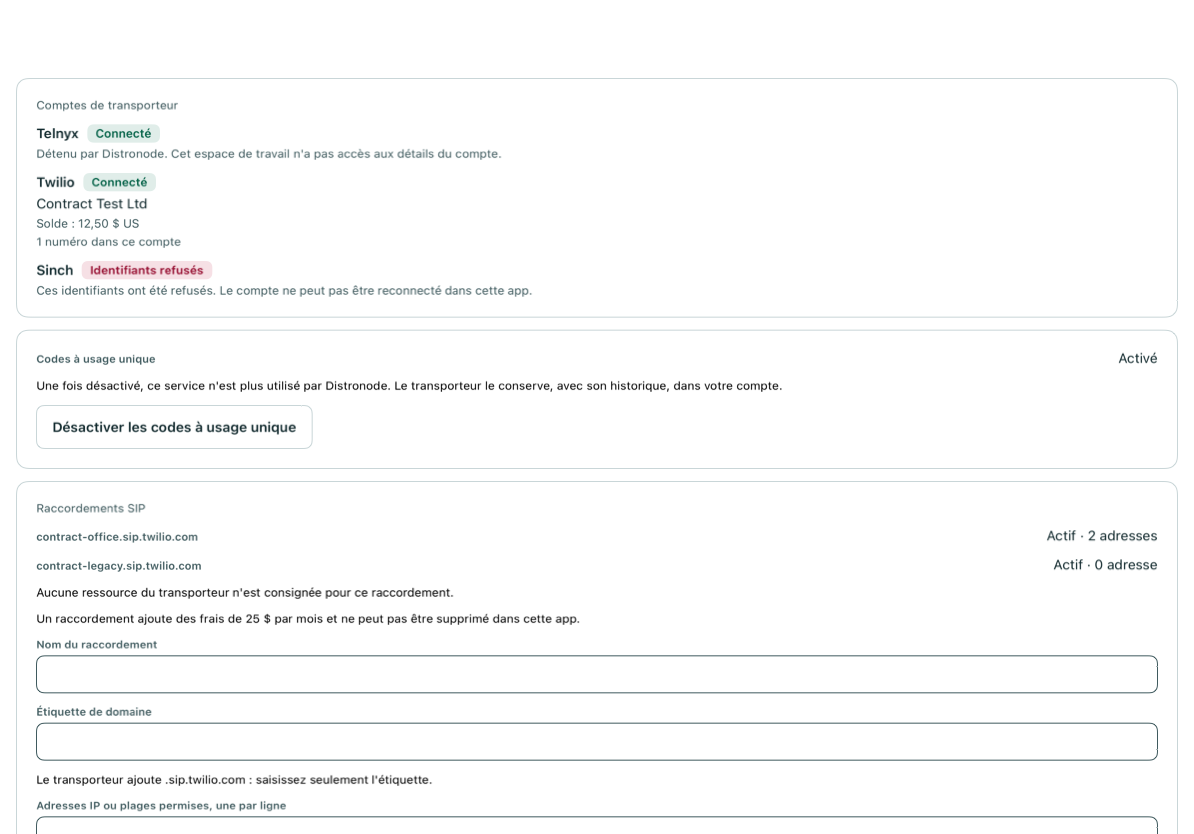 Comptes de transporteur
Telnyx Connecté
Détenu par Distronode. Cet espace de travail n'a pas accès aux détails du compte.
Twilio Connecté
Contract Test Ltd
Solde : 12,50 $ US
1 numéro dans ce compte
Sinch Identifiants refusés
Ces identifiants ont été refusés. Le compte ne peut pas être reconnecté dans cette app.
Codes à usage unique Activé
Une fois désactivé, ce service n'est plus utilisé par Distronode. Le transporteur le conserve, avec son historique, dans votre compte.
Désactiver les codes à usage unique
Raccordements SIP
contract-office.sip.twilio.com Actif · 2 adresses
contract-legacy.sip.twilio.com Actif · 0 adresse
Aucune ressource du transporteur n'est consignée pour ce raccordement.
Un raccordement ajoute des frais de 25 $ par mois et ne peut pas être supprimé dans cette app.
Nom du raccordement
Étiquette de domaine
Le transporteur ajoute .sip.twilio.com : saisissez seulement l'étiquette.
Adresses IP ou plages permises, une par ligne